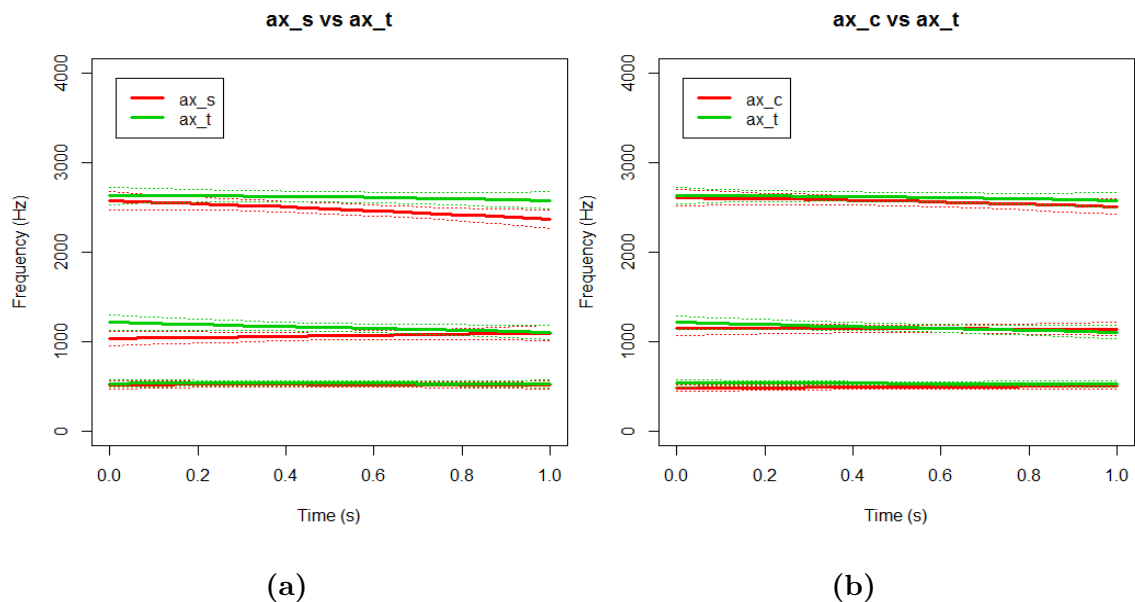 ax_s vs ax_t
ax_s
ax_t
Frequency (Hz)
4000
3000
2000
1000
0
0.0 0.2 0.4 0.6 0.8 1.0
Time (s)
(a)
ax_c vs ax_t
ax_c
ax_t
Frequency (Hz)
4000
3000
2000
1000
0
0.0 0.2 0.4 0.6 0.8 1.0
Time (s)
(b)